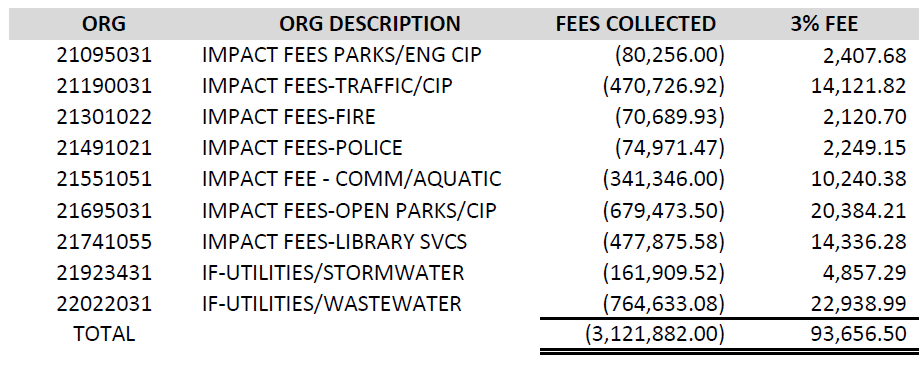 ORG ORG DESCRIPTION FEES COLLECTED 3% FEE
21095031 IMPACT FEES PARKS/ENG CIP (80,256.00) 2,407.68
21190031 IMPACT FEES-TRAFFIC/CIP (470,726.92) 14,121.82
21301022 IMPACT FEES-FIRE (70,689.93) 2,120.70
21491021 IMPACT FEES-POLICE (74,971.47) 2,249.15
21551051 IMPACT FEE - COMM/AQUATIC (341,346.00) 10,240.38
21695031 IMPACT FEES-OPEN PARKS/CIP (679,473.50) 20,384.21
21741055 IMPACT FEES-LIBRARY SVCS (477,875.58) 14,336.28
21923431 IF-UTILITIES/STORMWATER (161,909.52) 4,857.29
22022031 IF-UTILITIES/WASTEWATER (764,633.08) 22,938.99
TOTAL (3,121,882.00) 93,656.50